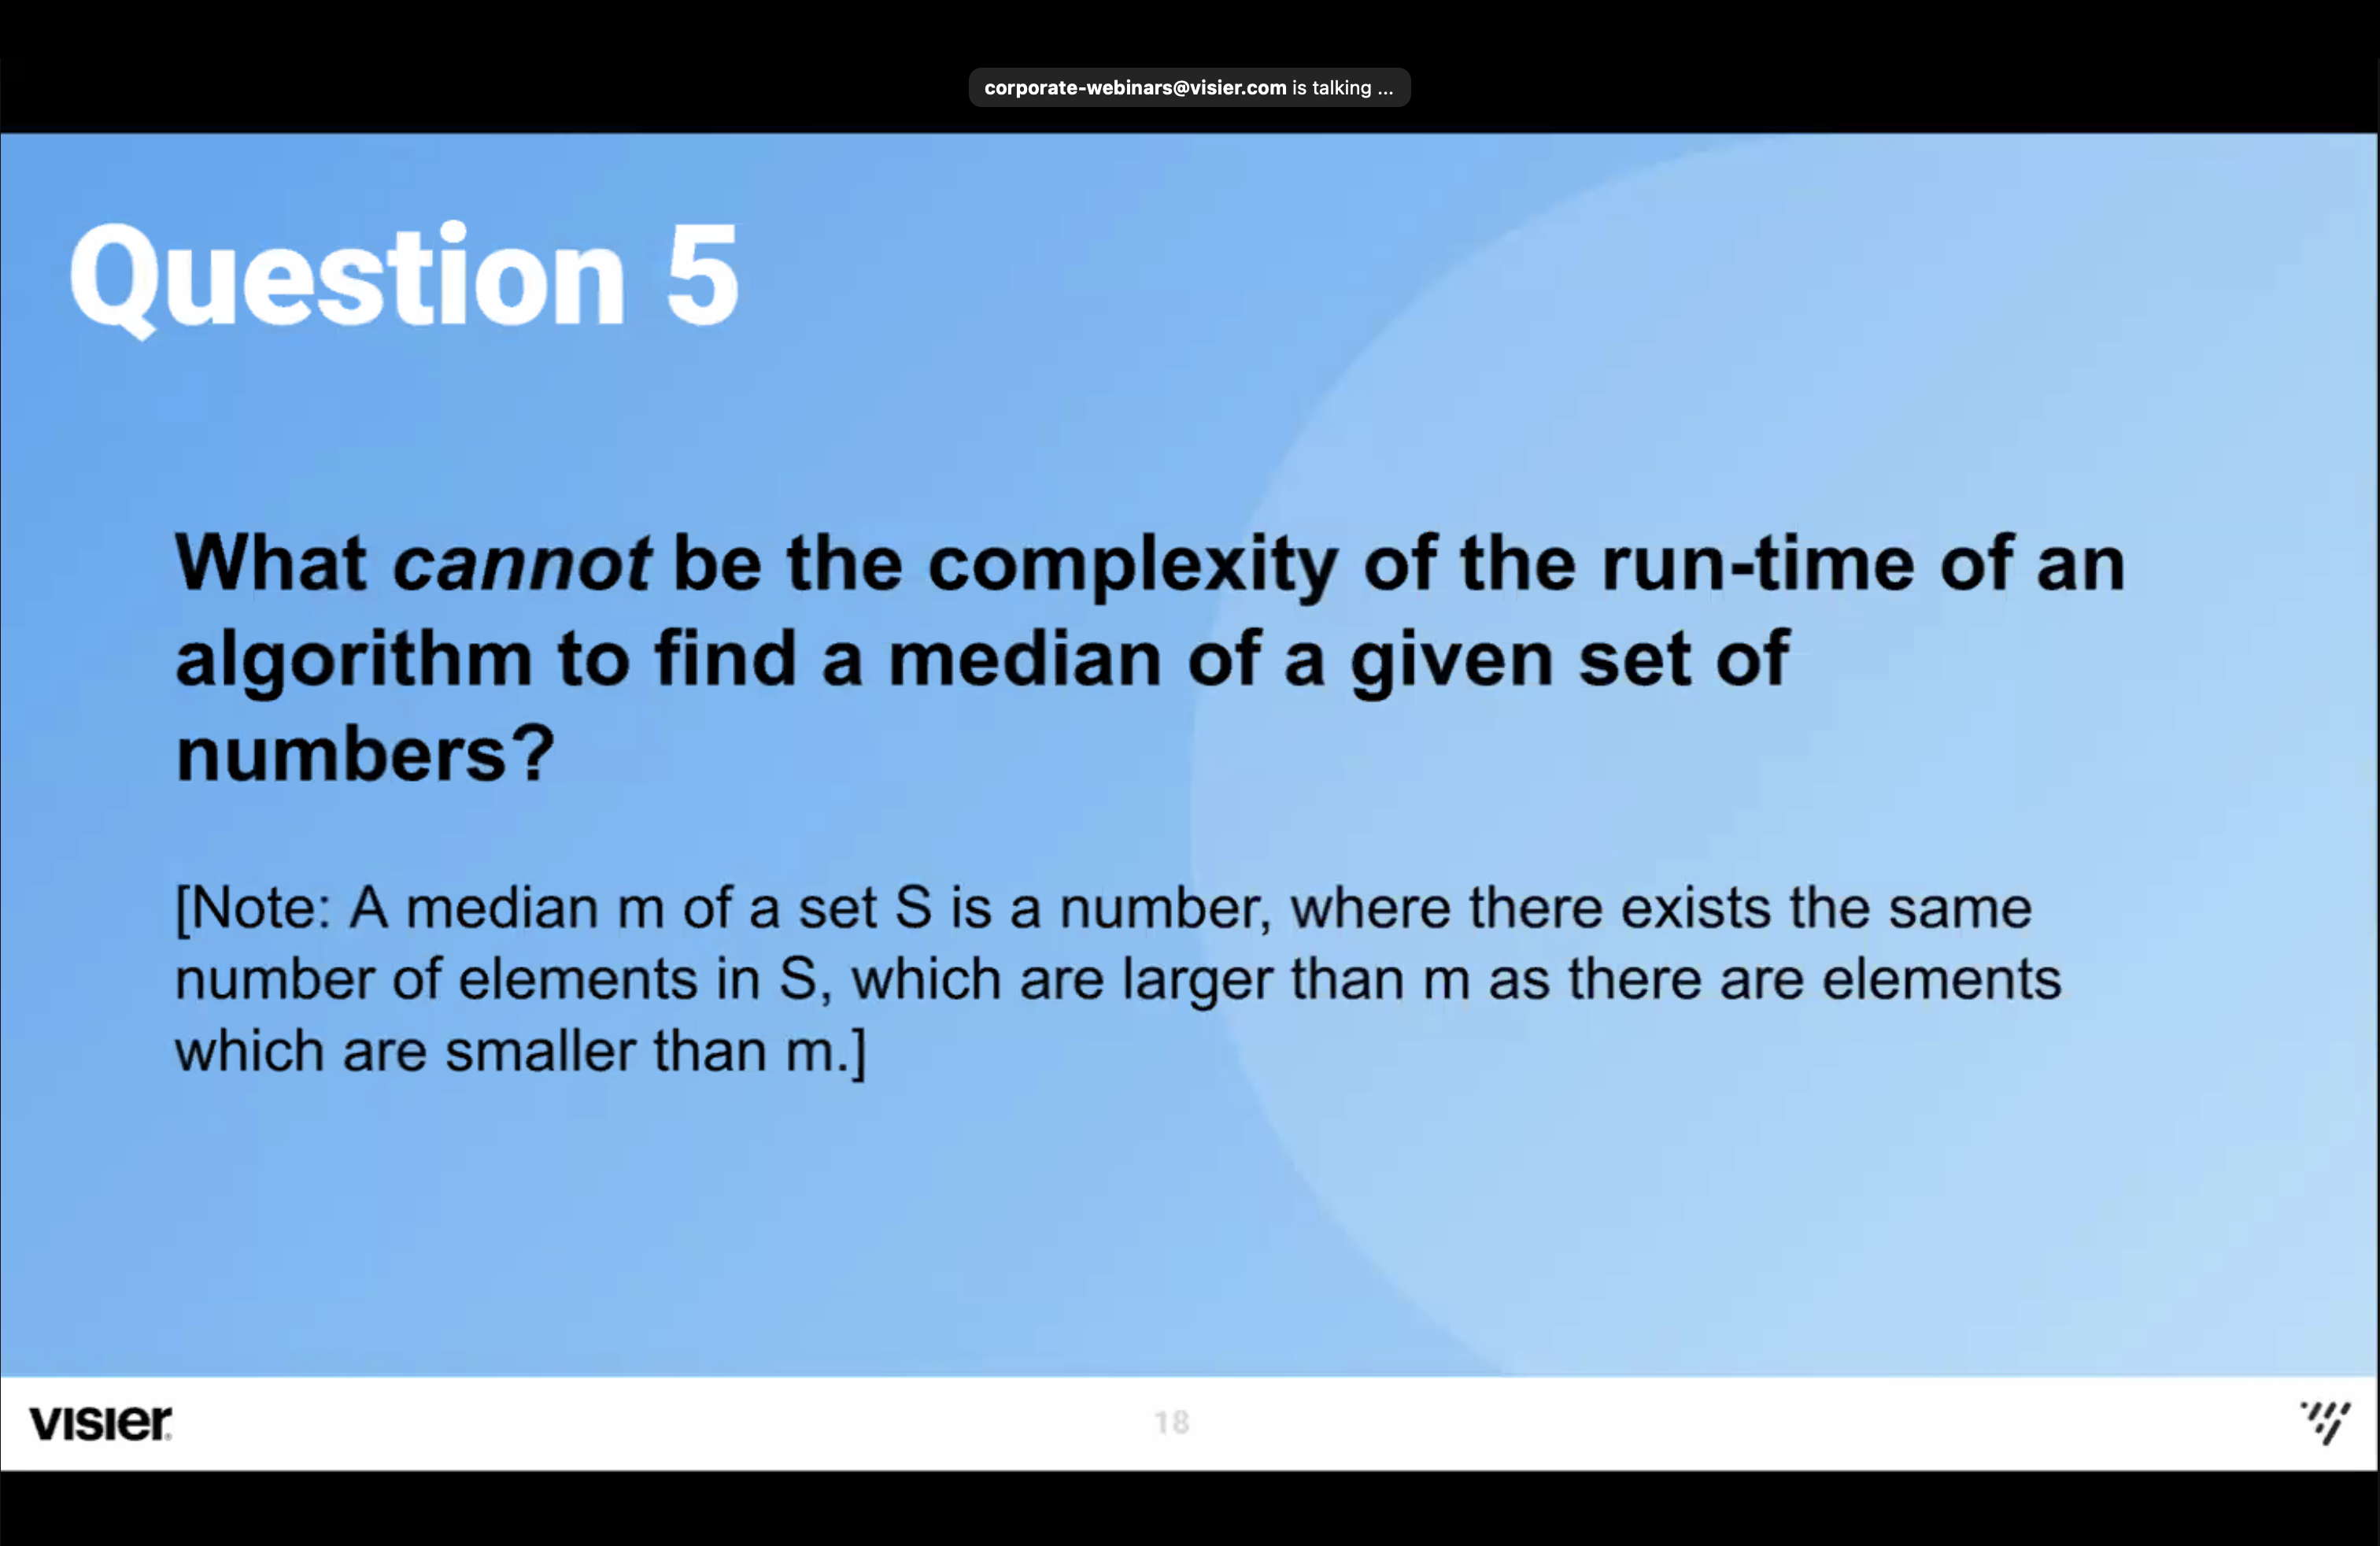 corporate-webinars@visier.com is talking ...
Question 5
What cannot be the complexity of the run-time of an
algorithm to find a median of a given set of
numbers?
[Note: A median m of a set S is a number, where there exists the same
number of elements in S, which are larger than m as there are elements
which are smaller than m.]
visier
18